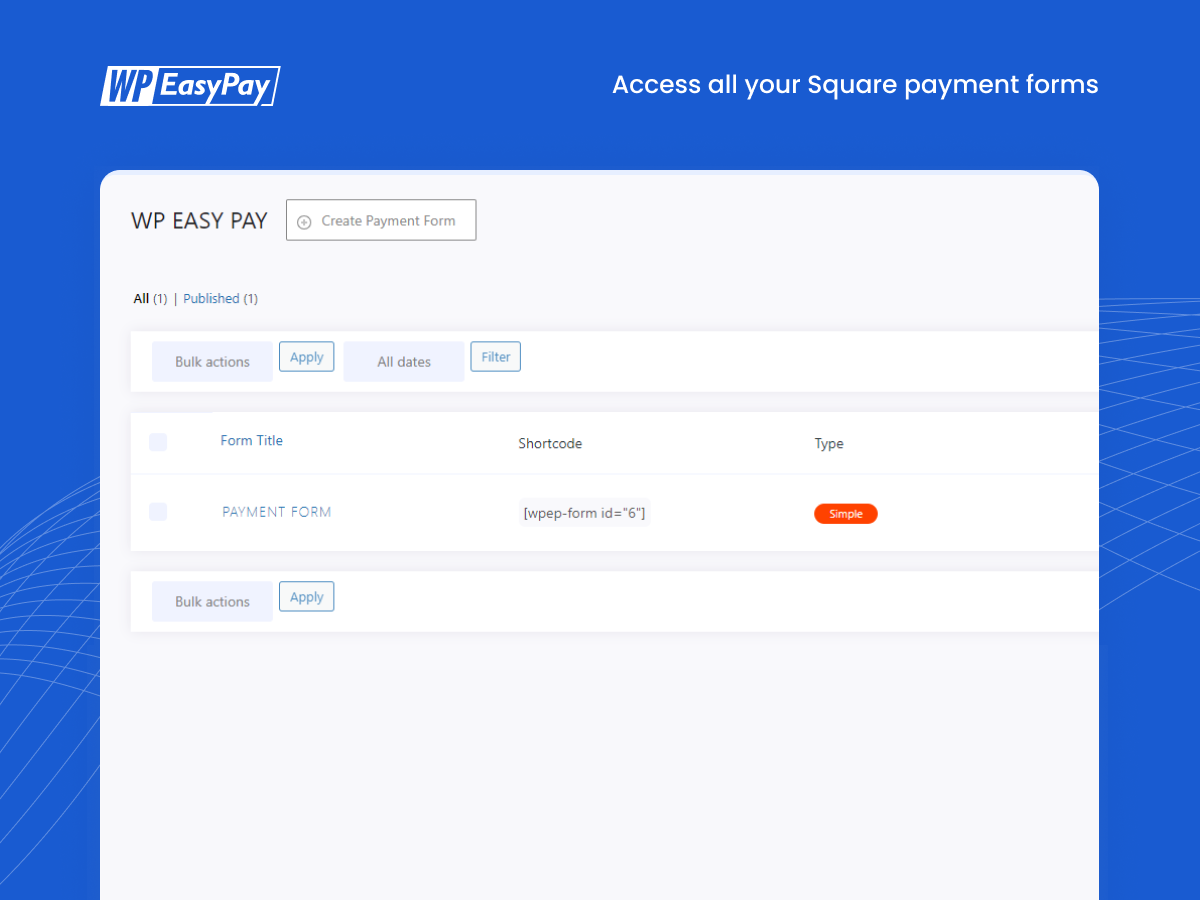 WP EasyPay
Access all your Square payment forms
WP EASY PAY
Create Payment Form
All (1) | Published (1)
Bulk actions Apply All dates Filter
Form Title Shortcode Type
PAYMENT FORM [wpep-form id="6"] Simple
Bulk actions Apply